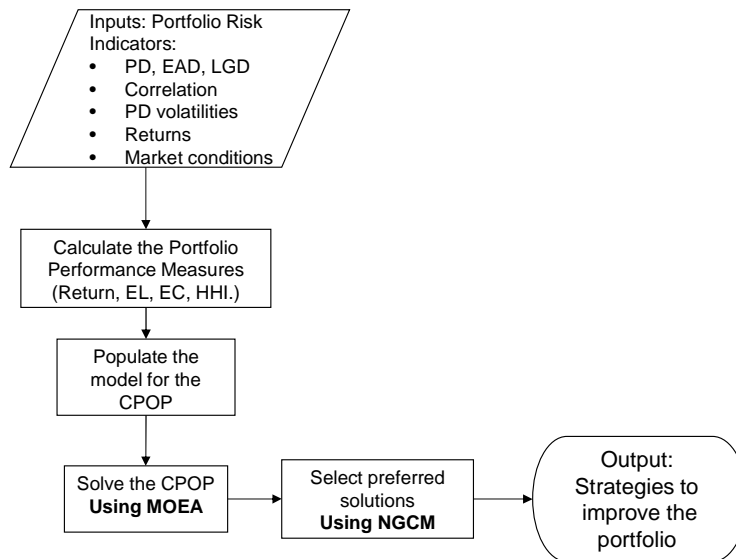 Inputs: Portfolio Risk
Indicators:
• PD, EAD, LGD
• Correlation
• PD volatilities
• Returns
• Market conditions
Calculate the Portfolio
Performance Measures
(Return, EL, EC, HHI.)
Populate the
model for the
CPOP
Solve the CPOP
Using MOEA
Select preferred
solutions
Using NGCM
Output:
Strategies to
improve the
portfolio